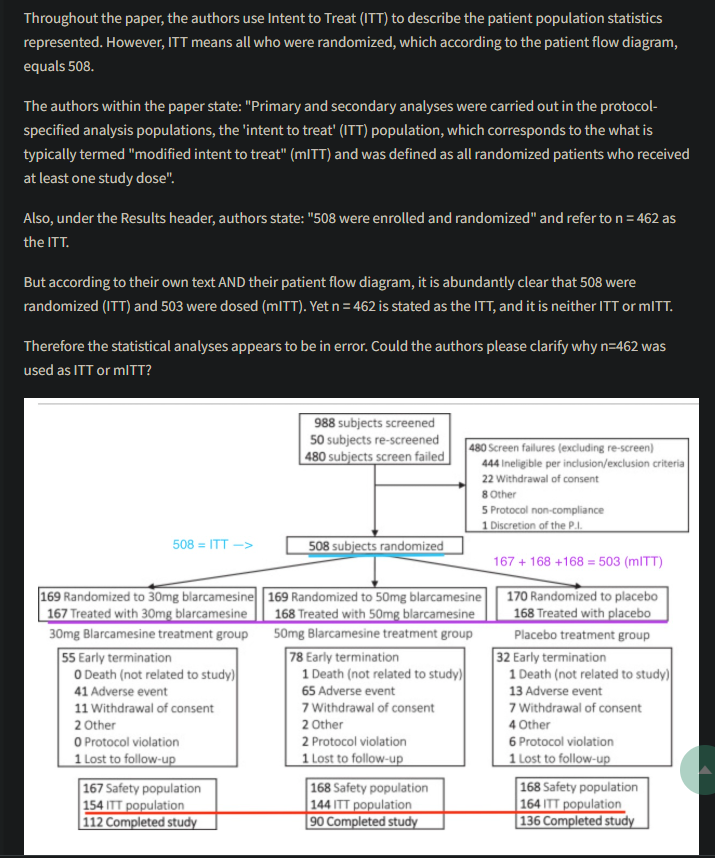 Throughout the paper, the authors use Intent to Treat (ITT) to describe the patient population statistics
represented. However, ITT means all who were randomized, which according to the patient flow diagram,
equals 508.
The authors within the paper state: "Primary and secondary analyses were carried out in the protocol-
specified analysis populations, the 'intent to treat' (ITT) population, which corresponds to the what is
typically termed "modified intent to treat" (mITT) and was defined as all randomized patients who received
at least one study dose".
Also, under the Results header, authors state: "508 were enrolled and randomized" and refer to n = 462 as
the ITT.
But according to their own text AND their patient flow diagram, it is abundantly clear that 508 were
randomized (ITT) and 503 were dosed (mITT). Yet n = 462 is stated as the ITT, and it is neither ITT or mITT.
Therefore the statistical analyses appears to be in error. Could the authors please clarify why n=462 was
used as ITT or mITT?
988 subjects screened
50 subjects re-screened
480 subjects screen failed
480 Screen failures (excluding re-screen)
444 Ineligible per inclusion/exclusion criteria
22 Withdrawal of consent
8 Other
5 Protocol non-compliance
1 Discretion of the P.I.
508 = ITT —>
508 subjects randomized
167 + 168 +168 = 503 (mITT)
169 Randomized to 30mg blarcamesine
167 Treated with 30mg blarcamesine
30mg Blarcamesine treatment group
169 Randomized to 50mg blarcamesine
168 Treated with 50mg blarcamesine
50mg Blarcamesine treatment group
170 Randomized to placebo
168 Treated with placebo
Placebo treatment group
55 Early termination
0 Death (not related to study)
41 Adverse event
11 Withdrawal of consent
2 Other
0 Protocol violation
1 Lost to follow-up
78 Early termination
1 Death (not related to study)
65 Adverse event
7 Withdrawal of consent
2 Other
2 Protocol violation
1 Lost to follow-up
32 Early termination
1 Death (not related to study)
13 Adverse event
7 Withdrawal of consent
4 Other
6 Protocol violation
1 Lost to follow-up
167 Safety population
154 ITT population
112 Completed study
168 Safety population
144 ITT population
90 Completed study
168 Safety population
164 ITT population
136 Completed study